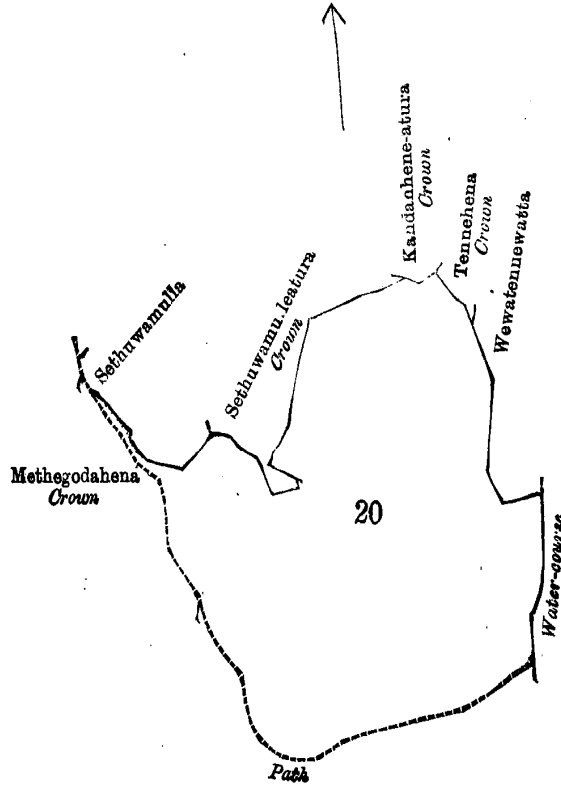 Kandanhene-atura
Crown
Tennehena
Crown
Wewatennewatta
Sethuwamulla
Sethuwamu.leatura
Crown
Methegodahena
Crown
20
Water-course
Path